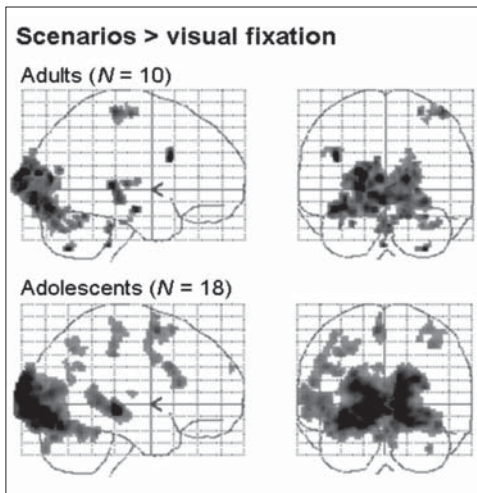 Scenarios > visual fixation
Adults (N = 10)
Adolescents (N = 18)